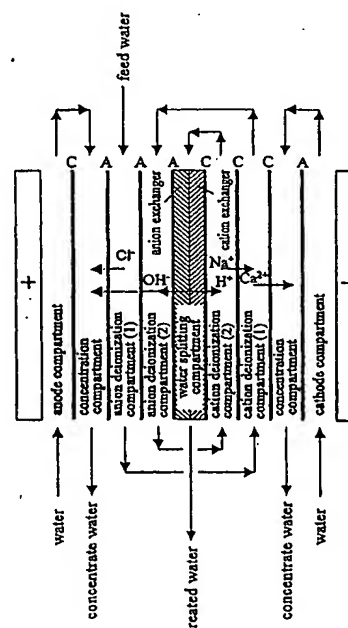 +
water
anode compartment
C
concentrate water
concentration
compartment
A
feed water
anion deionization
compartment (1)
Cl-
A
anion deionization
compartment (2)
OH-
anion exchanger
A
reated water
water splitting
compartment
C
cation deionization
compartment (2)
H+
Na+
cation exchanger
C
cation deionization
compartment (1)
Ca2+
C
concentrate water
concentration
compartment
A
water
cathode compartment
−